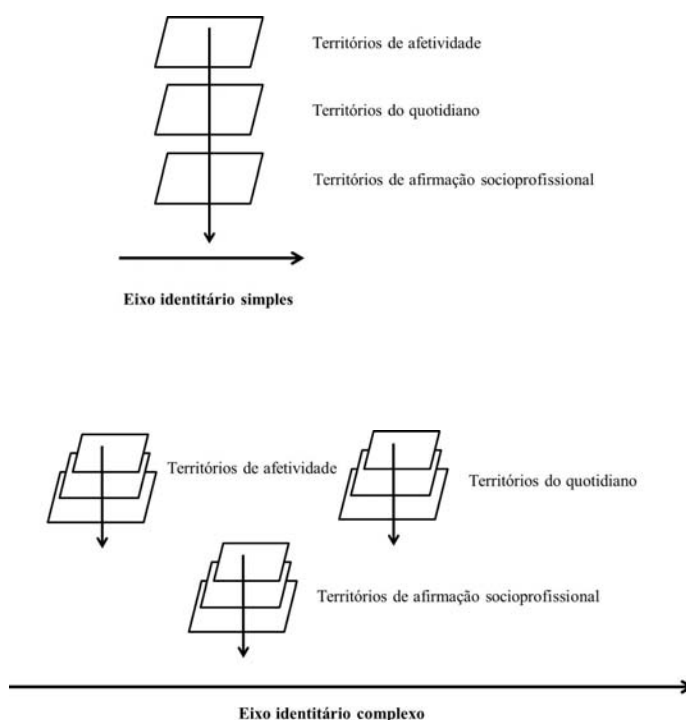 Territórios de afetividade
Territórios do quotidiano
Territórios de afirmação socioprofissional
Eixo identitário simples
Territórios de afetividade
Territórios do quotidiano
Territórios de afirmação socioprofissional
Eixo identitário complexo